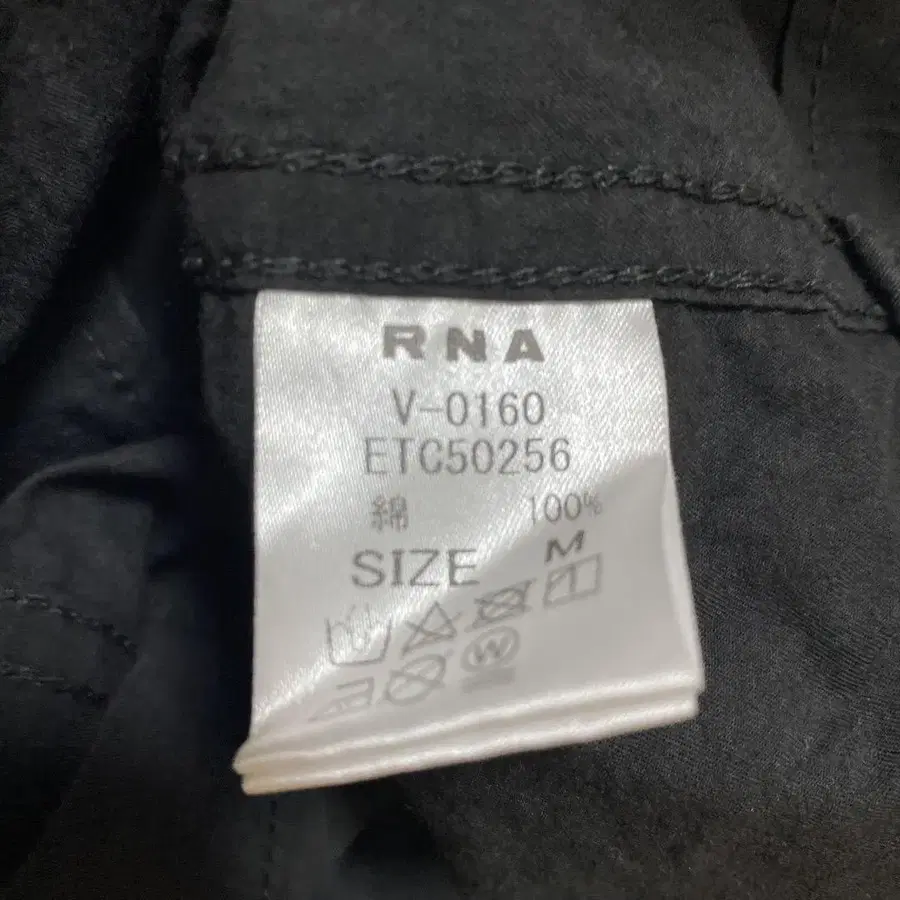 RNA
V-0160
ETC50256
綿 100%
SIZE M
W